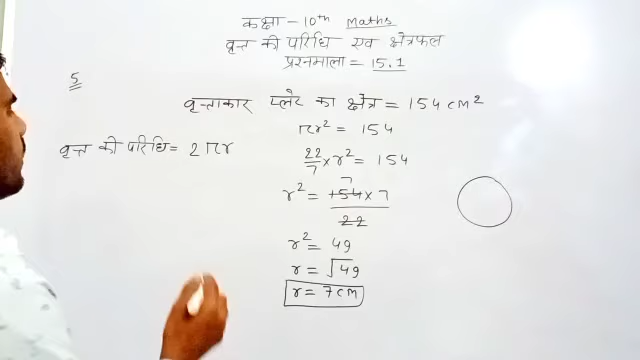 कक्षा - 10th Maths
वृत्त की परिधि एव क्षेत्रफल
प्रश्नमाला = 15.1
5
वृत्ताकार प्लेट का क्षेत्र = 154 cm²
πr² = 154
वृत्त की परिधि = 2πr
22/7 × r² = 154
7
r² = 154 × 7 / 22
r² = 49
r = √49
r = 7 cm